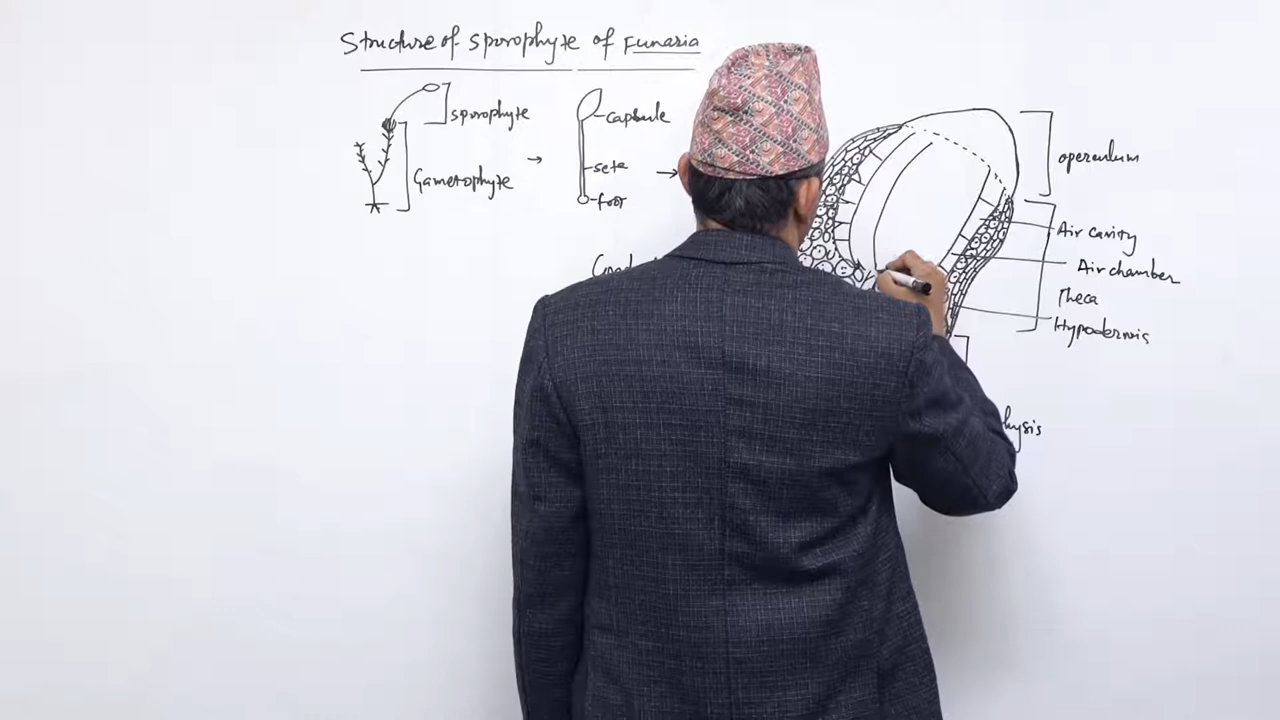 Structure of Sporophyte of Funaria
sporophyte
Gametophyte
capsule
seta
foot
operculum
Air cavity
Air chamber
Theca
Hypodermis